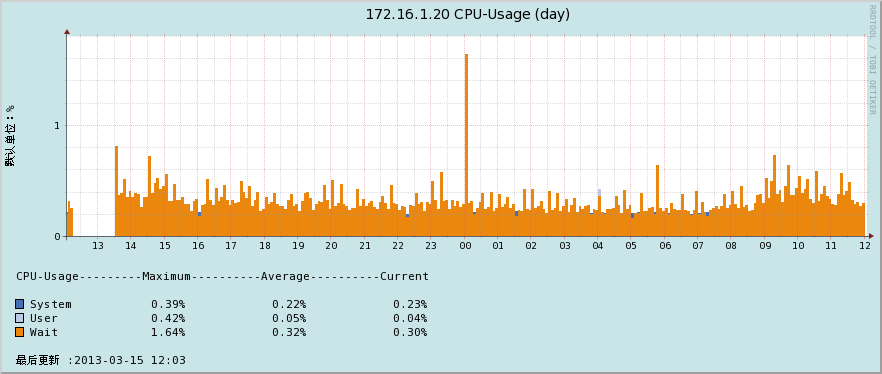 172.16.1.20 CPU-Usage (day)
RRDTOOL / TOBI OETIKER
默认单位：%
1
0
13 14 15 16 17 18 19 20 21 22 23 00 01 02 03 04 05 06 07 08 09 10 11 12
CPU-Usage---------Maximum----------Average----------Current
System 0.39% 0.22% 0.23%
User 0.42% 0.05% 0.04%
Wait 1.64% 0.32% 0.30%
最后更新 :2013-03-15 12:03